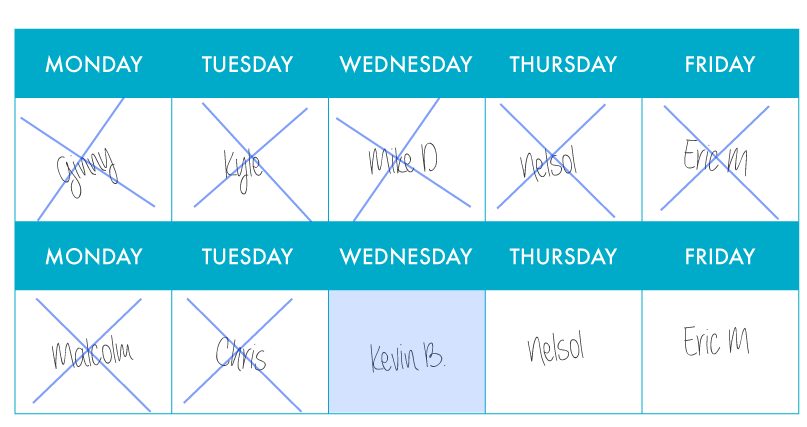 MONDAY TUESDAY WEDNESDAY THURSDAY FRIDAY
Ginny Kyle Mike D Nelsol Eric M
MONDAY TUESDAY WEDNESDAY THURSDAY FRIDAY
Malcolm Chris Kevin B. Nelsol Eric M